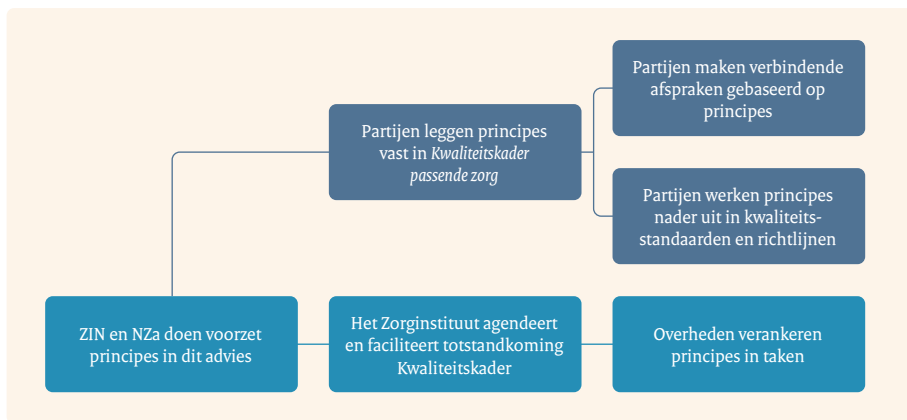 Partijen maken verbindende
afspraken gebaseerd op
principes
Partijen leggen principes
vast in Kwaliteitskader
passende zorg
Partijen werken principes
nader uit in kwaliteits-
standaarden en richtlijnen
ZIN en NZa doen voorzet
principes in dit advies
Het Zorginstituut agendeert
en faciliteert totstandkoming
Kwaliteitskader
Overheden verankeren
principes in taken